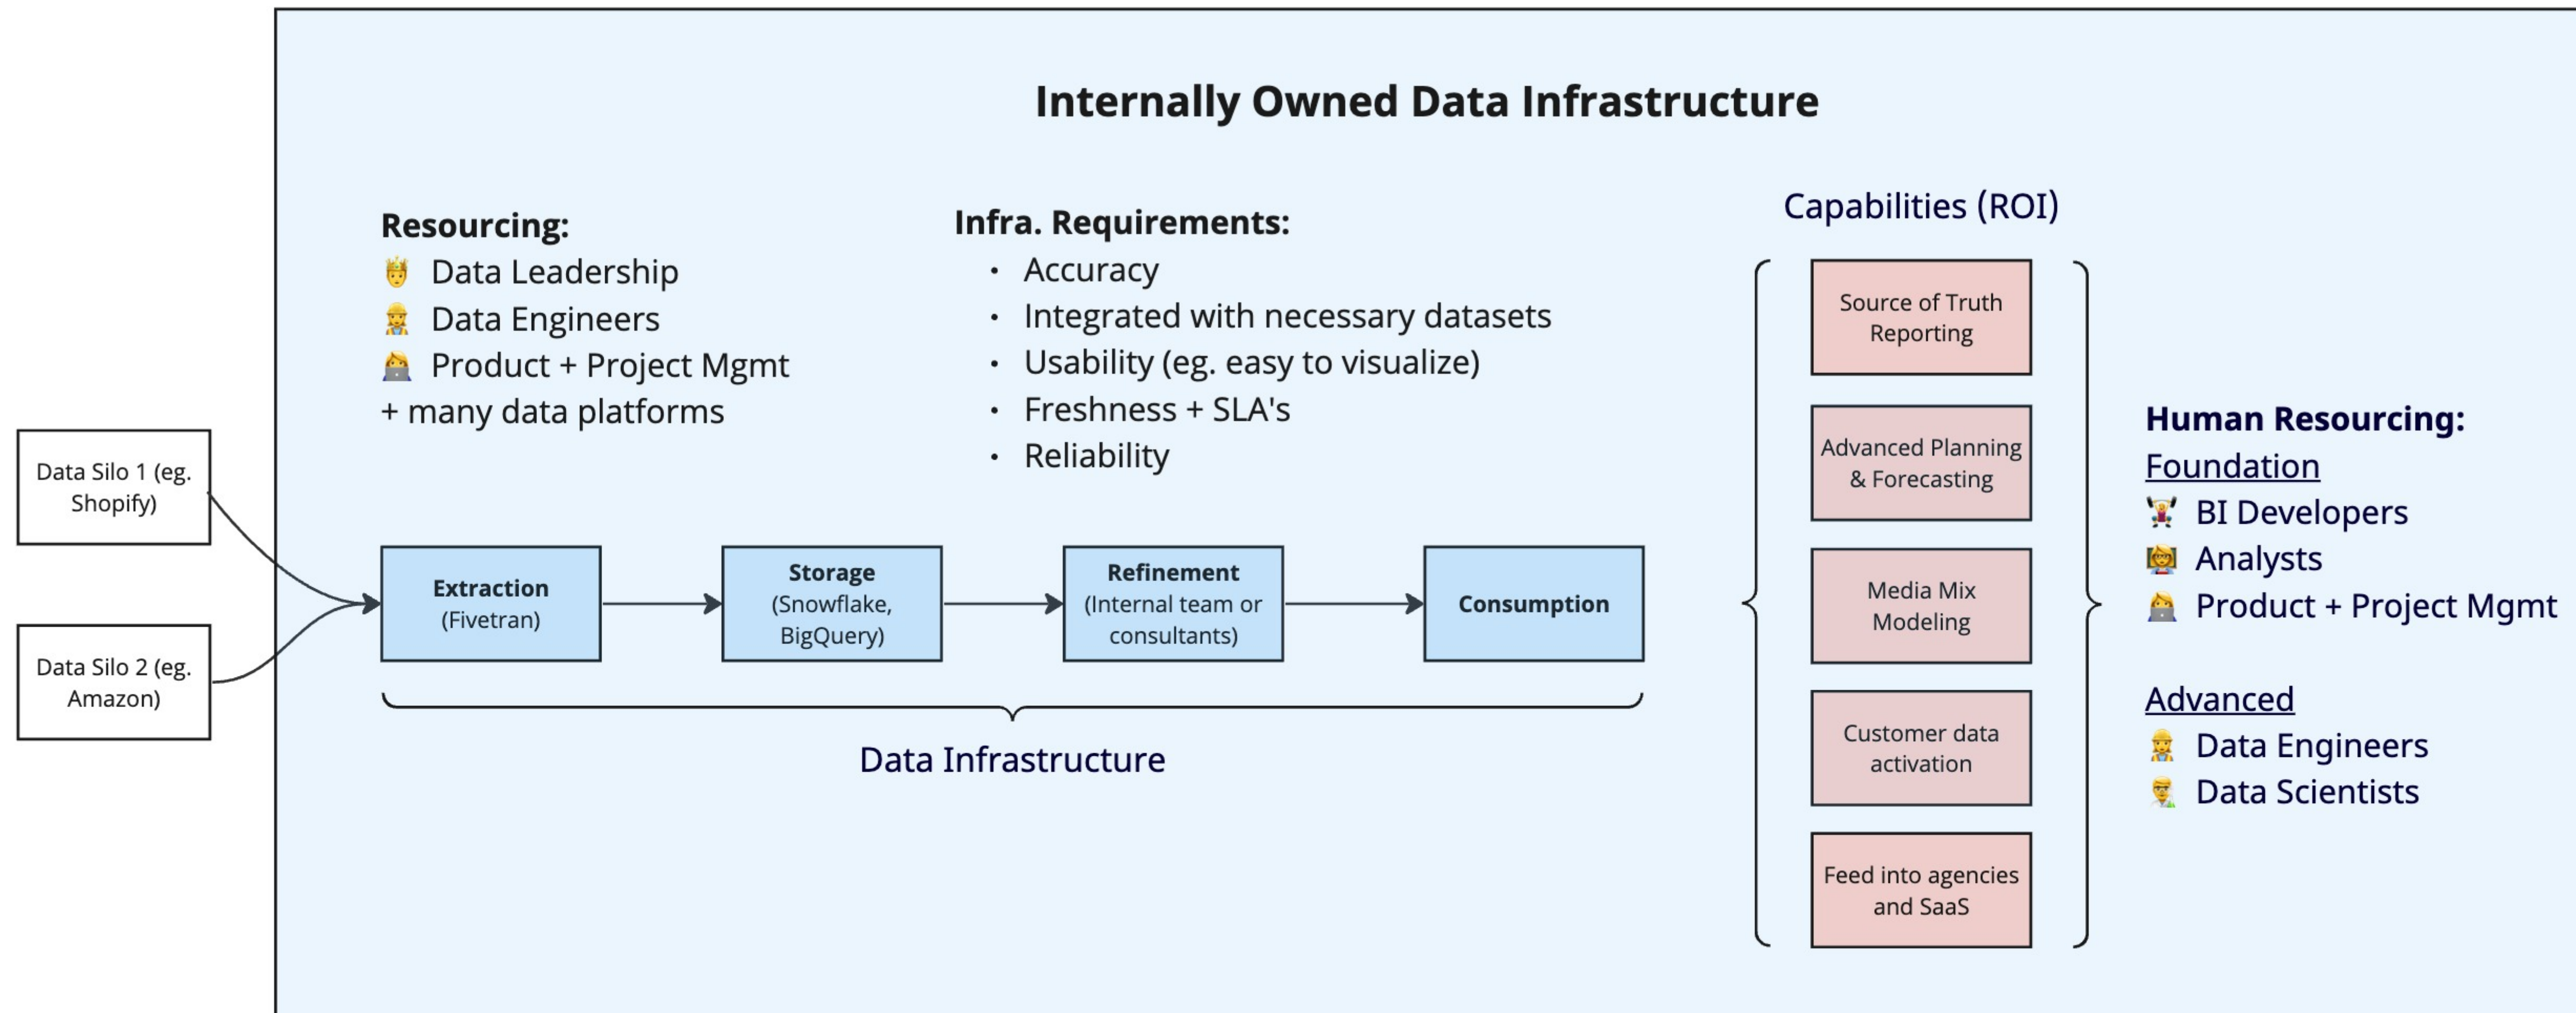 Internally Owned Data Infrastructure
Resourcing:
🤴 Data Leadership
👷‍♀️ Data Engineers
👩‍💻 Product + Project Mgmt
+ many data platforms
Infra. Requirements:
• Accuracy
• Integrated with necessary datasets
• Usability (eg. easy to visualize)
• Freshness + SLA's
• Reliability
Data Silo 1 (eg.
Shopify)
Data Silo 2 (eg.
Amazon)
Extraction
(Fivetran)
Storage
(Snowflake,
BigQuery)
Refinement
(Internal team or
consultants)
Consumption
Data Infrastructure
Capabilities (ROI)
Source of Truth
Reporting
Advanced Planning
& Forecasting
Media Mix
Modeling
Customer data
activation
Feed into agencies
and SaaS
Human Resourcing:
Foundation
🏋️‍♀️ BI Developers
👩‍🏫 Analysts
👩‍💻 Product + Project Mgmt
Advanced
👷‍♀️ Data Engineers
👨‍🔬 Data Scientists